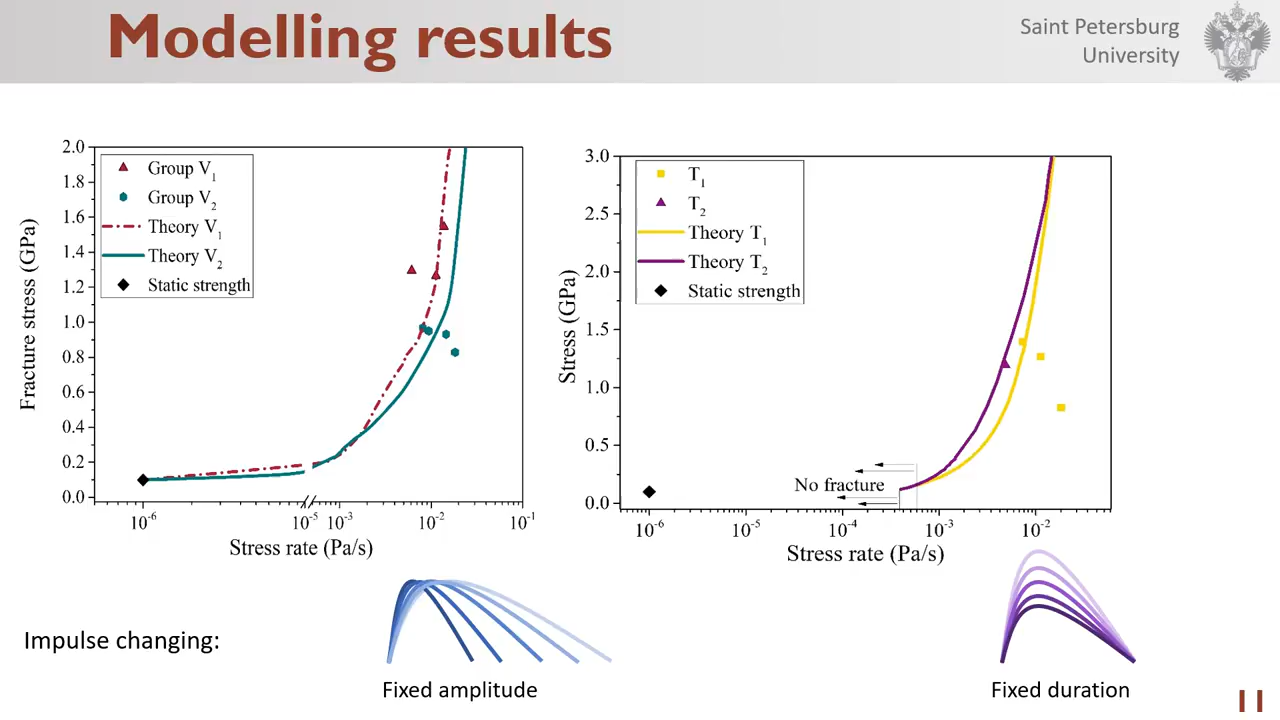 Modelling results
Saint Petersburg
University
2.0
1.8
1.6
1.4
1.2
1.0
0.8
0.6
0.4
0.2
0.0
Fracture stress (GPa)
Group V₁
Group V₂
Theory V₁
Theory V₂
Static strength
10⁻⁶
10⁻⁵
10⁻³
10⁻²
10⁻¹
Stress rate (Pa/s)
3.0
2.5
2.0
1.5
1.0
0.5
0.0
Stress (GPa)
T₁
T₂
Theory T₁
Theory T₂
Static strength
No fracture
10⁻⁶
10⁻⁵
10⁻⁴
10⁻³
10⁻²
Stress rate (Pa/s)
Impulse changing:
Fixed amplitude
Fixed duration
11